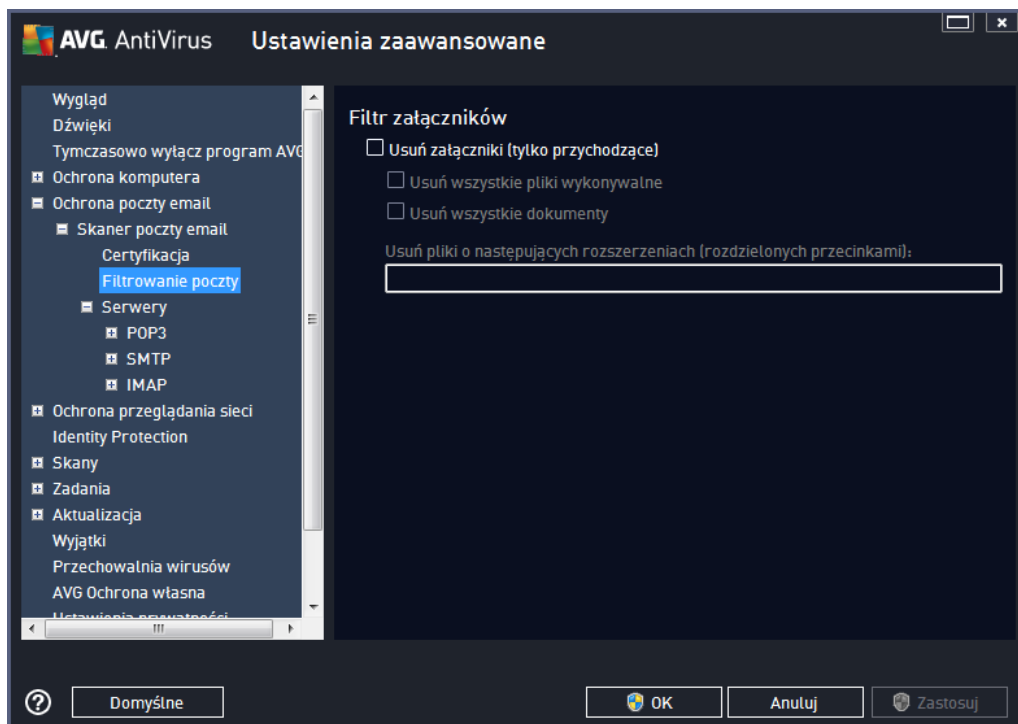 AVG. AntiVirus Ustawienia zaawansowane
Wygląd
Dźwięki
Tymczasowo wyłącz program AVG
Ochrona komputera
Ochrona poczty email
Skaner poczty email
Certyfikacja
Filtrowanie poczty
Serwery
POP3
SMTP
IMAP
Ochrona przeglądania sieci
Identity Protection
Skany
Zadania
Aktualizacja
Wyjątki
Przechowalnia wirusów
AVG Ochrona własna
Ustawienia prywatności
Filtr załączników
Usuń załączniki (tylko przychodzące)
Usuń wszystkie pliki wykonywalne
Usuń wszystkie dokumenty
Usuń pliki o następujących rozszerzeniach (rozdzielonych przecinkami):
Domyślne
OK
Anuluj
Zastosuj